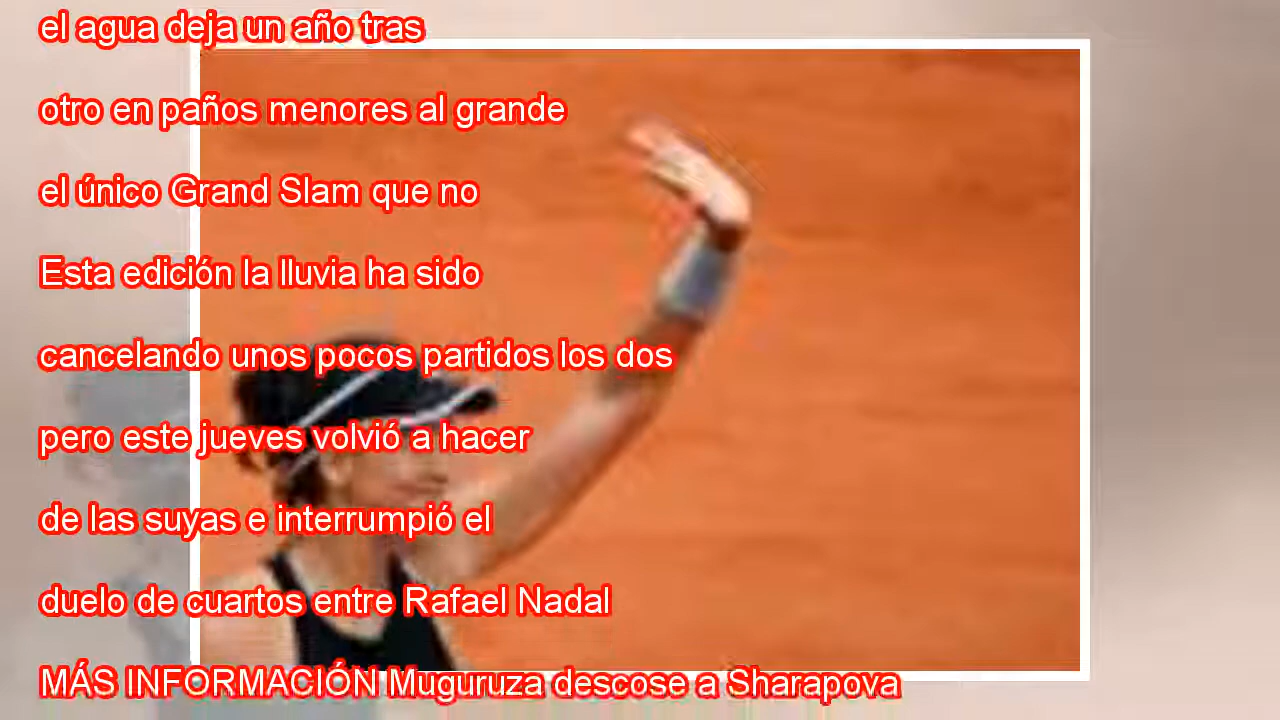 el agua deja un año tras
otro en paños menores al grande
el único Grand Slam que no
Esta edición la lluvia ha sido
cancelando unos pocos partidos los dos
pero este jueves volvió a hacer
de las suyas e interrumpió el
duelo de cuartos entre Rafael Nadal
MÁS INFORMACIÓN Muguruza descose a Sharapova